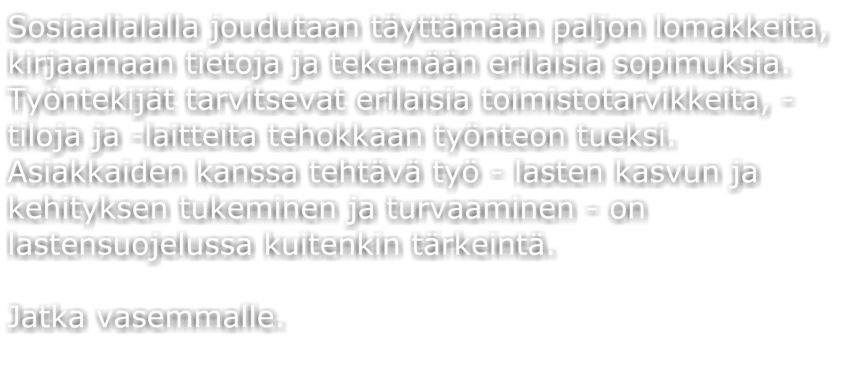 Sosiaalialalla joudutaan täyttämään paljon lomakkeita,
kirjaamaan tietoja ja tekemään erilaisia sopimuksia.
Työntekijät tarvitsevat erilaisia toimistotarvikkeita, -
tiloja ja -laitteita tehokkaan työnteon tueksi.
Asiakkaiden kanssa tehtävä työ - lasten kasvun ja
kehityksen tukeminen ja turvaaminen - on
lastensuojelussa kuitenkin tärkeintä.
Jatka vasemmalle.